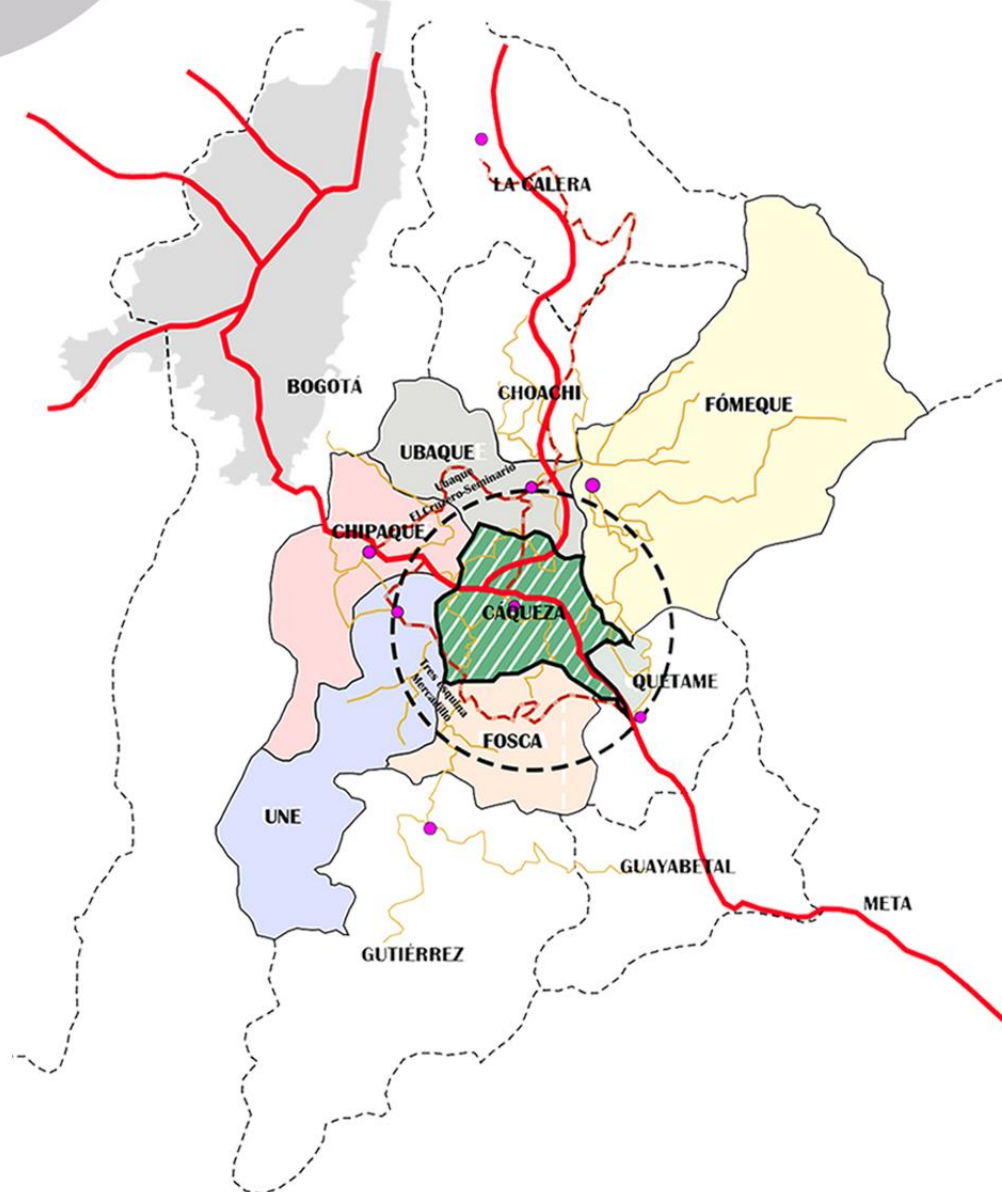 LA CALERA
BOGOTÁ
CHOACHI
FÓMEQUE
UBAQUE
Ubaque
El Crucero-Seminario
CHIPAQUE
CÁQUEZA
QUETAME
Tres Esquina
Mercadillo
FOSCA
UNE
GUAYABETAL
META
GUTIÉRREZ